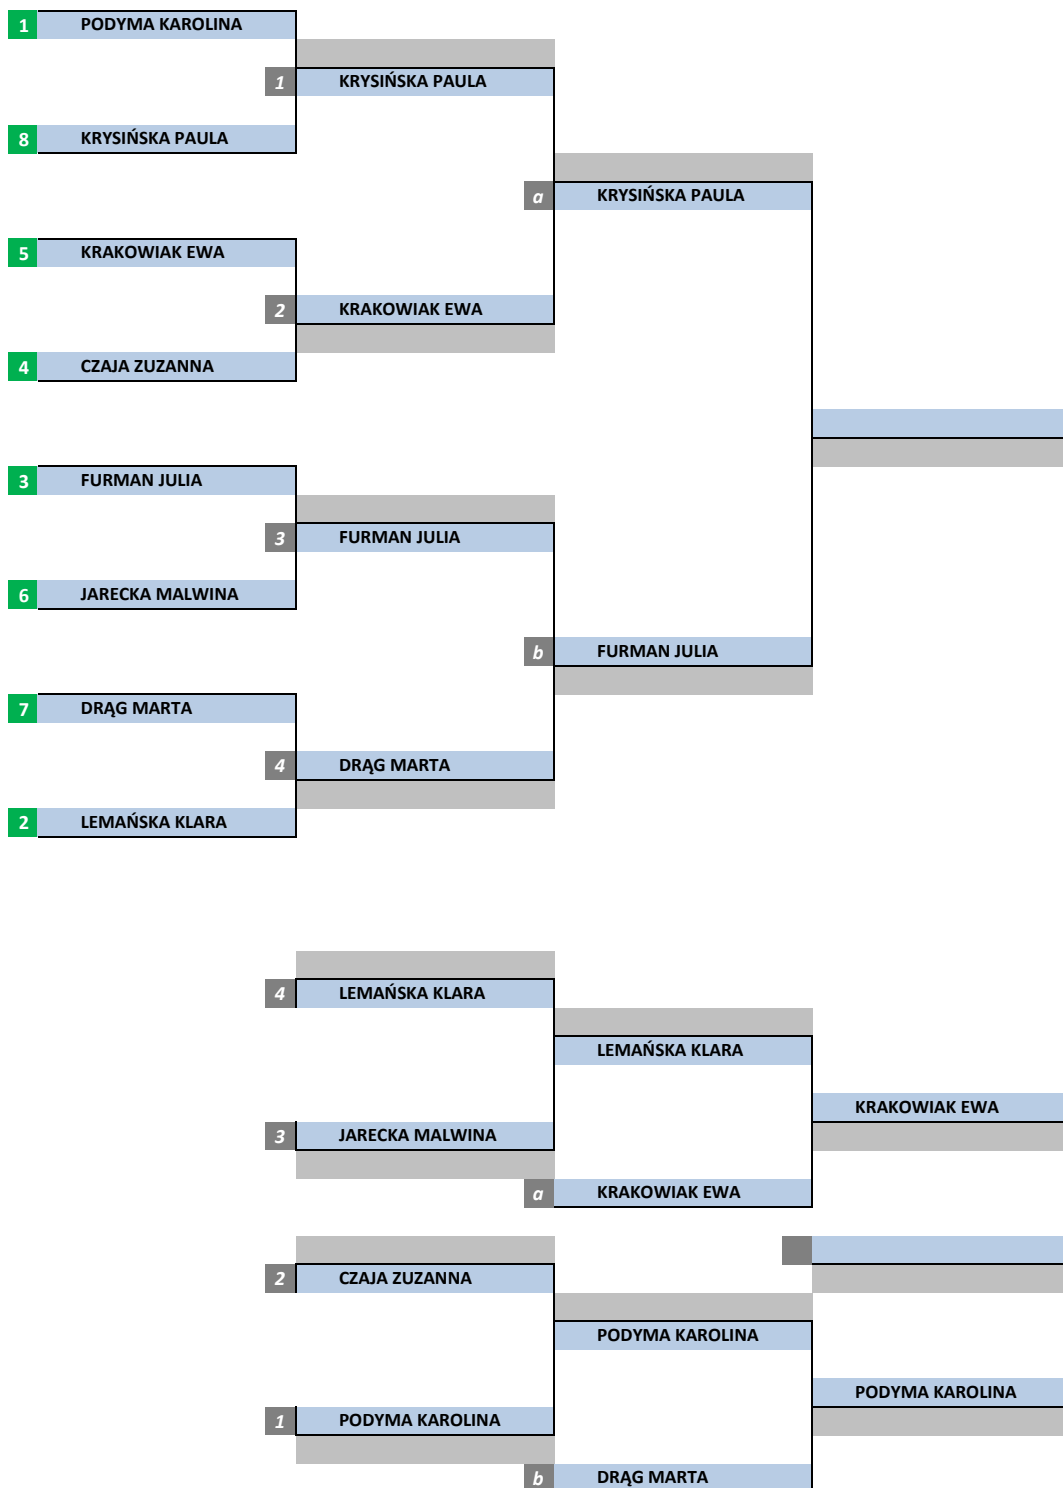 1 PODYMA KAROLINA
1 KRYSIŃSKA PAULA
8 KRYSIŃSKA PAULA
a KRYSIŃSKA PAULA
5 KRAKOWIAK EWA
2 KRAKOWIAK EWA
4 CZAJA ZUZANNA
3 FURMAN JULIA
3 FURMAN JULIA
6 JARECKA MALWINA
b FURMAN JULIA
7 DRĄG MARTA
4 DRĄG MARTA
2 LEMAŃSKA KLARA
4 LEMAŃSKA KLARA
LEMAŃSKA KLARA
KRAKOWIAK EWA
3 JARECKA MALWINA
a KRAKOWIAK EWA
2 CZAJA ZUZANNA
PODYMA KAROLINA
PODYMA KAROLINA
1 PODYMA KAROLINA
b DRĄG MARTA